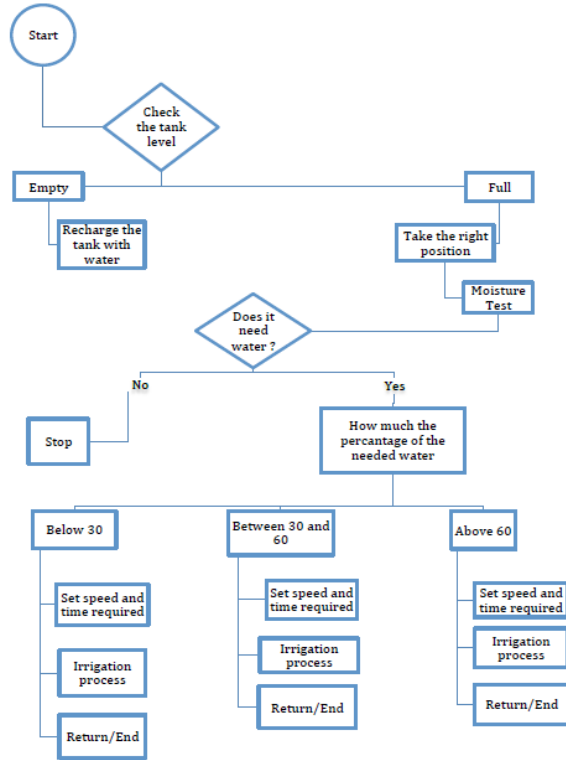 Start
Check
the tank
level
Empty
Full
Recharge the
tank with
water
Take the right
position
Moisture
Test
Does it
need
water ?
No
Yes
Stop
How much the
percantage of the
needed water
Below 30
Between 30 and
60
Above 60
Set speed and
time required
Set speed and
time required
Set speed and
time required
Irrigation
process
Irrigation
process
Irrigation
process
Return/End
Return/End
Return/End